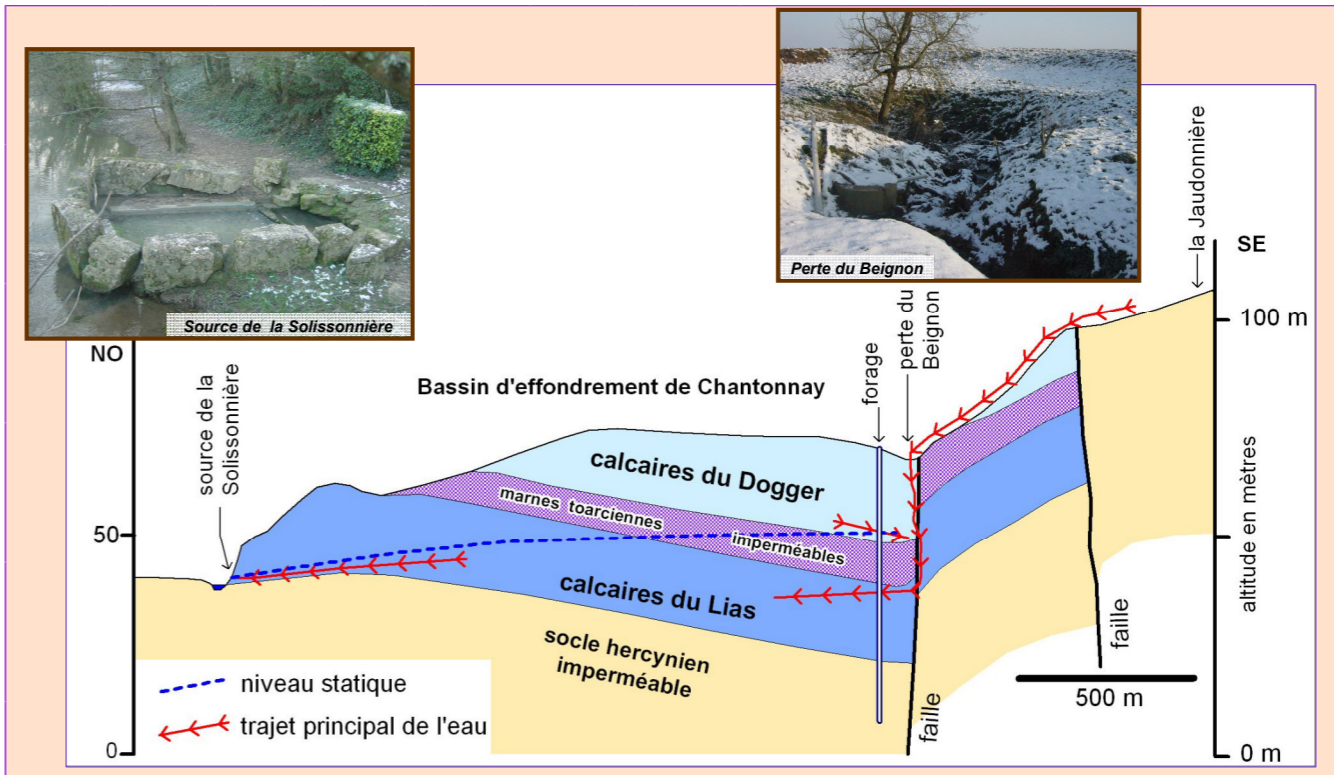 Source de la Solissonnière
Perte du Beignon
NO
SE
la Jaudonnière
100 m
source de la
Solissonnière
Bassin d'effondrement de Chantonnay
forage
perte du
Beignon
calcaires du Dogger
marnes toarciennes
imperméables
50
calcaires du Lias
socle hercynien
imperméable
altitude en mètres
faille
faille
500 m
niveau statique
trajet principal de l'eau
0
0 m